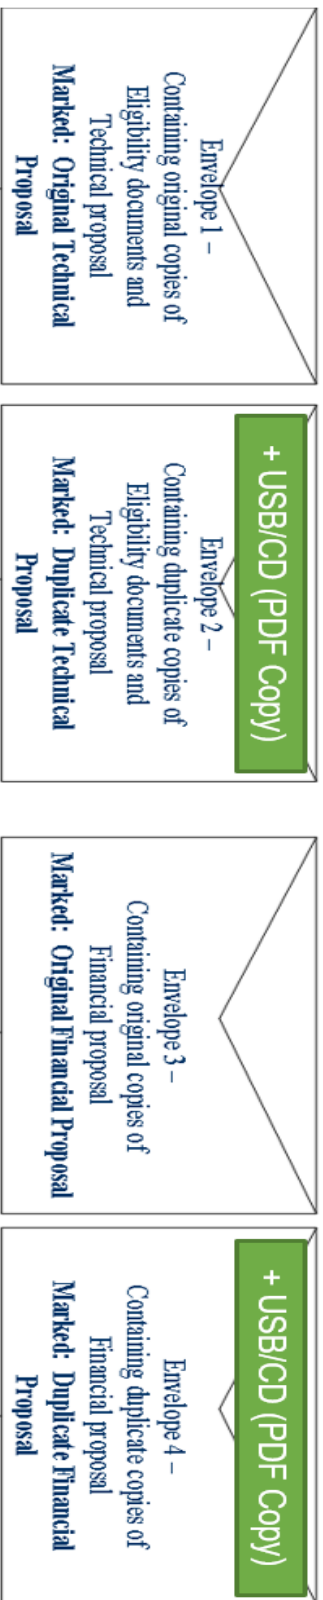 Envelope 1 –
Containing original copies of
Eligibility documents and
Technical proposal
Marked:  Original Technical
Proposal
+ USB/CD (PDF Copy)
Envelope 2 –
Containing duplicate copies of
Eligibility documents and
Technical proposal
Marked:  Duplicate Technical
Proposal
Envelope 3 –
Containing original copies of
Financial proposal
Marked:  Original Financial Proposal
+ USB/CD (PDF Copy)
Envelope 4 –
Containing duplicate copies of
Financial proposal
Marked:  Duplicate Financial
Proposal